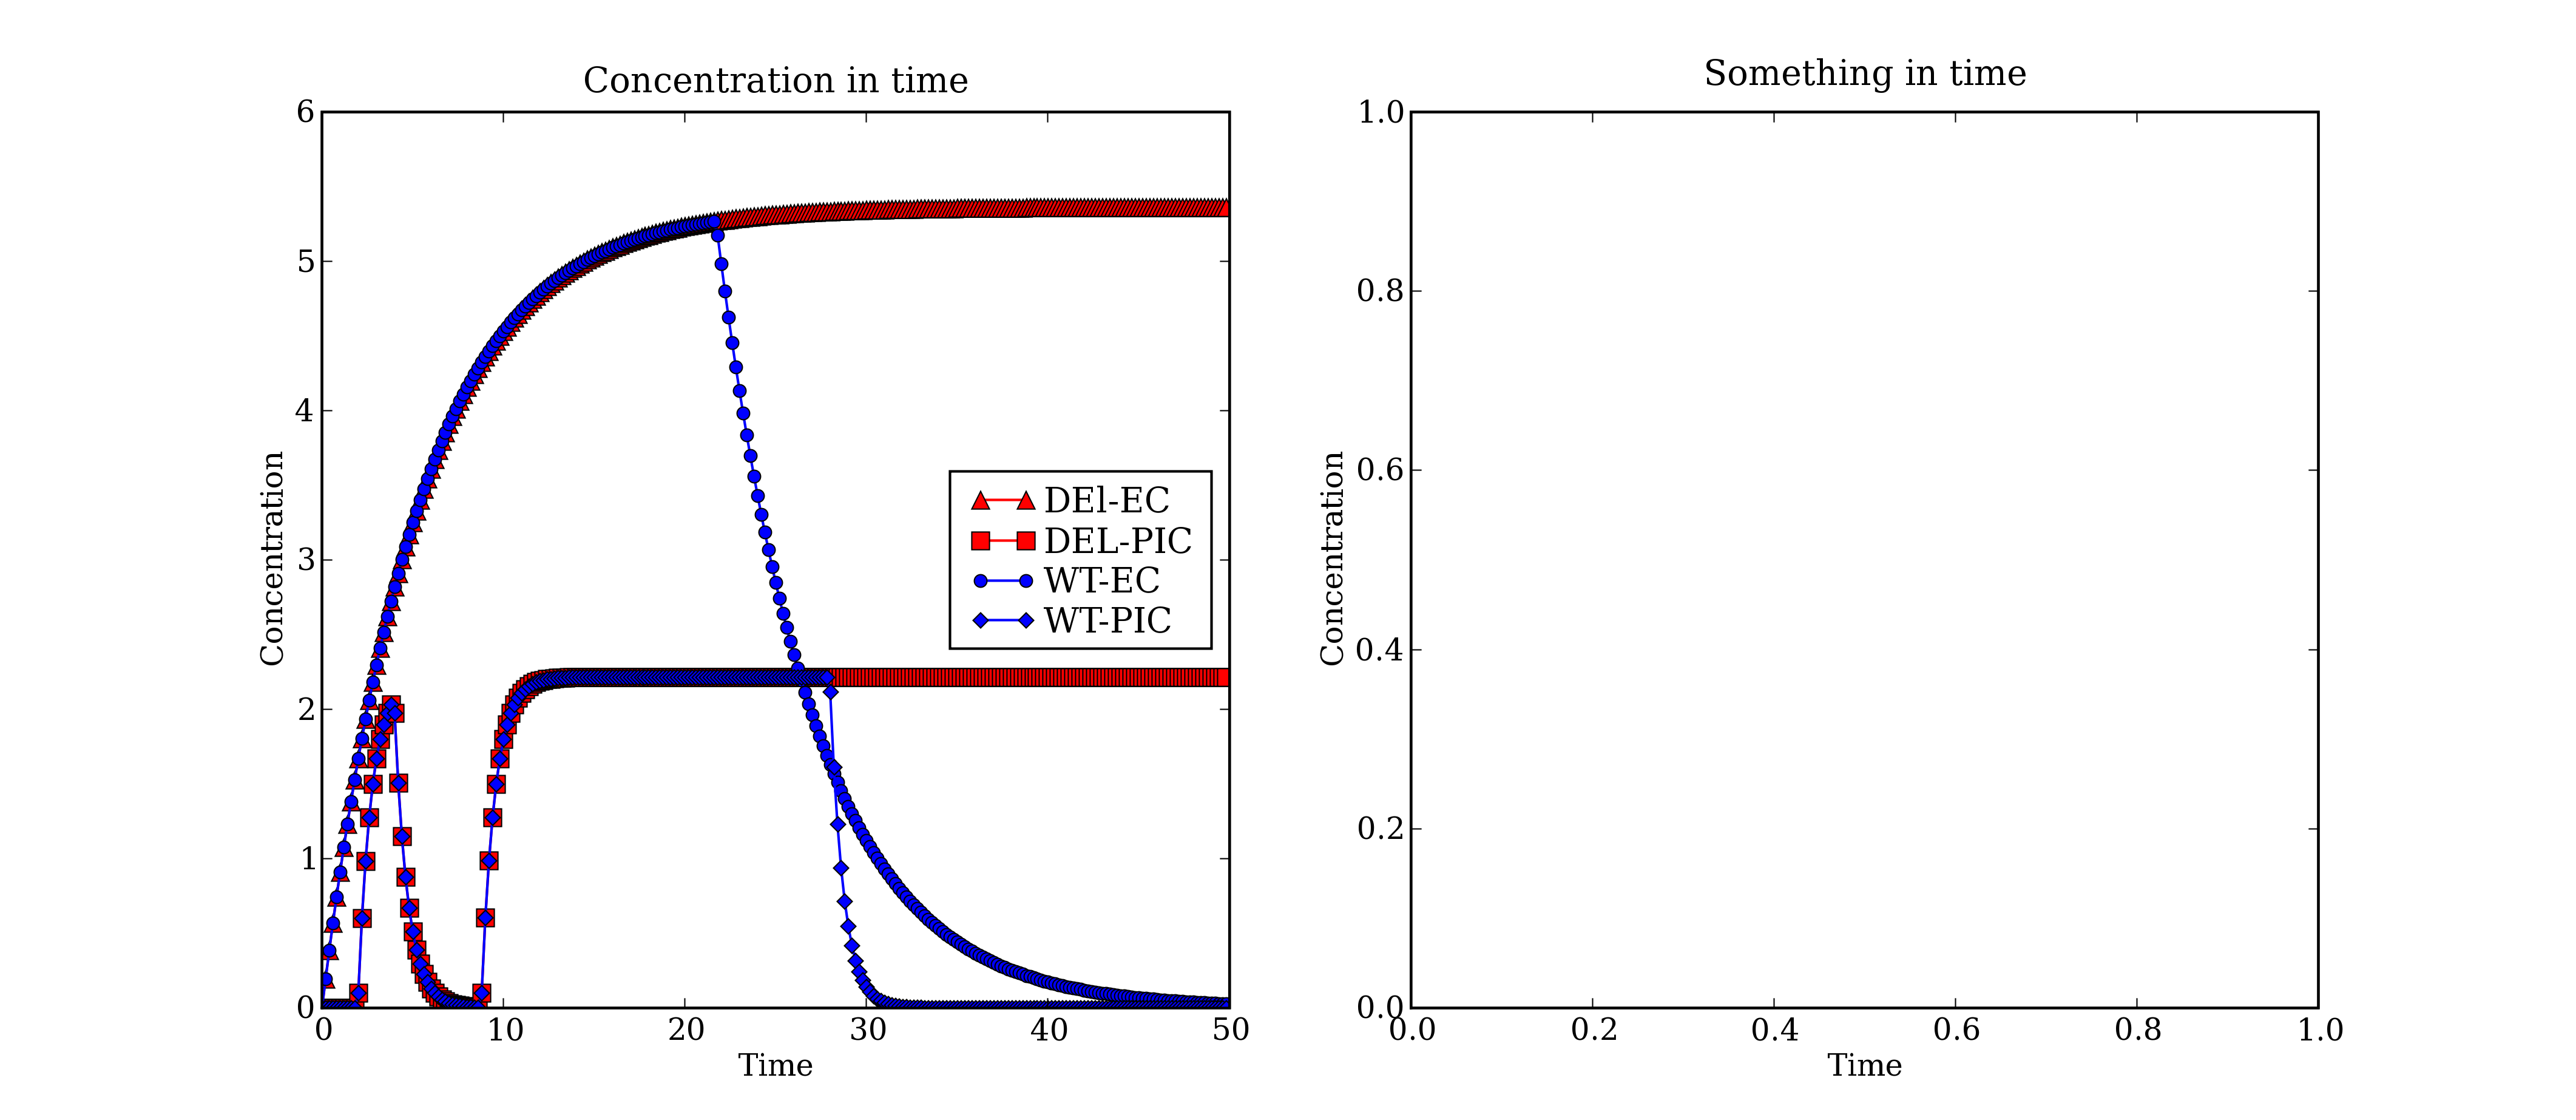 Concentration in time
6
5
4
3
2
1
0
Concentration
0 10 20 30 40 50
Time
DEl-EC
DEL-PIC
WT-EC
WT-PIC
Something in time
1.0
0.8
0.6
0.4
0.2
0.0
Concentration
0.0 0.2 0.4 0.6 0.8 1.0
Time